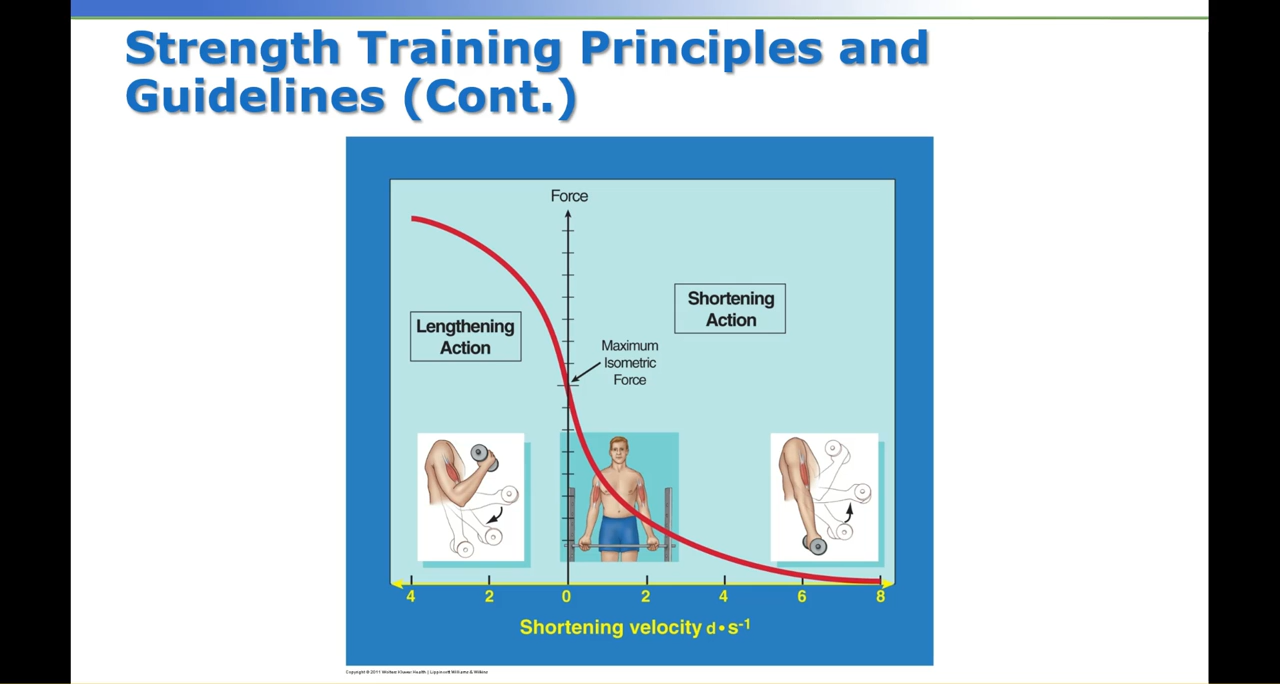 Strength Training Principles and
Guidelines (Cont.)
Force
Shortening
Action
Lengthening
Action
Maximum
Isometric
Force
4 2 0 2 4 6 8
Shortening velocity d•s-1
Copyright © 2011 Wolters Kluwer Health | Lippincott Williams & Wilkins